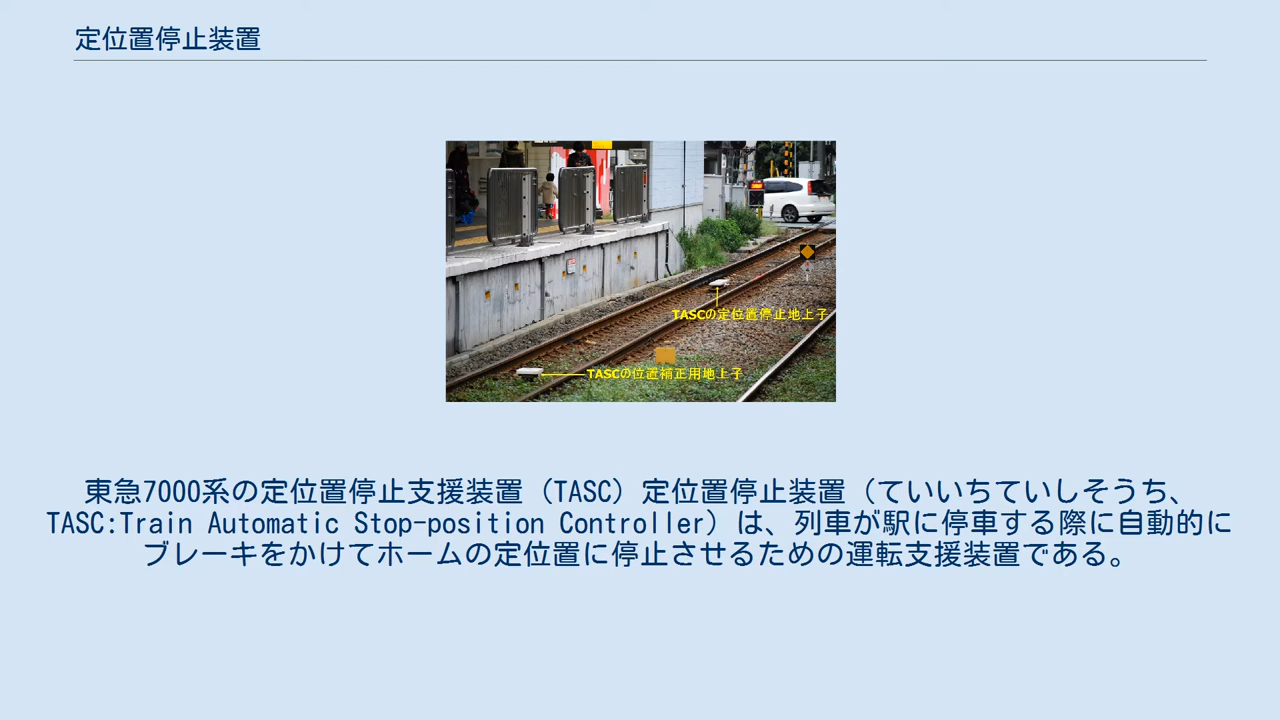 定位置停止装置
TASCの定位置停止地上子
TASCの位置補正用地上子
東急7000系の定位置停止支援装置（TASC）定位置停止装置（ていいちていしそうち、
TASC:Train Automatic Stop-position Controller）は、列車が駅に停車する際に自動的に
ブレーキをかけてホームの定位置に停止させるための運転支援装置である。